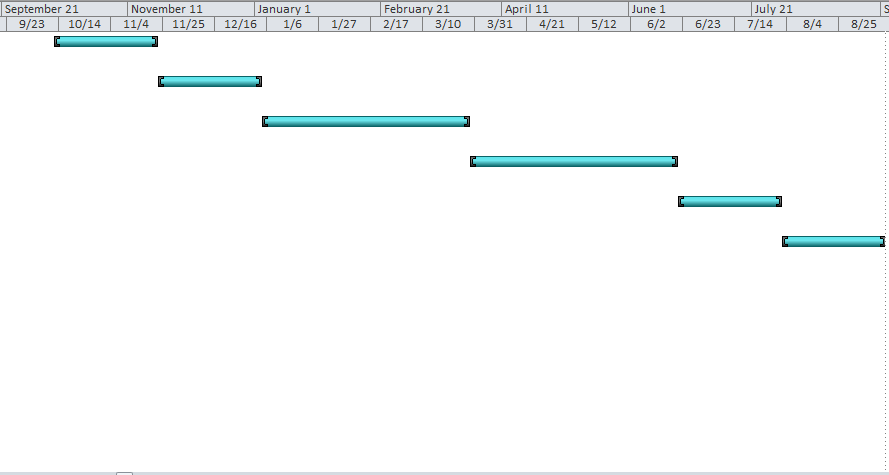 September 21 November 11 January 1 February 21 April 11 June 1 July 21 S
9/23 10/14 11/4 11/25 12/16 1/6 1/27 2/17 3/10 3/31 4/21 5/12 6/2 6/23 7/14 8/4 8/25